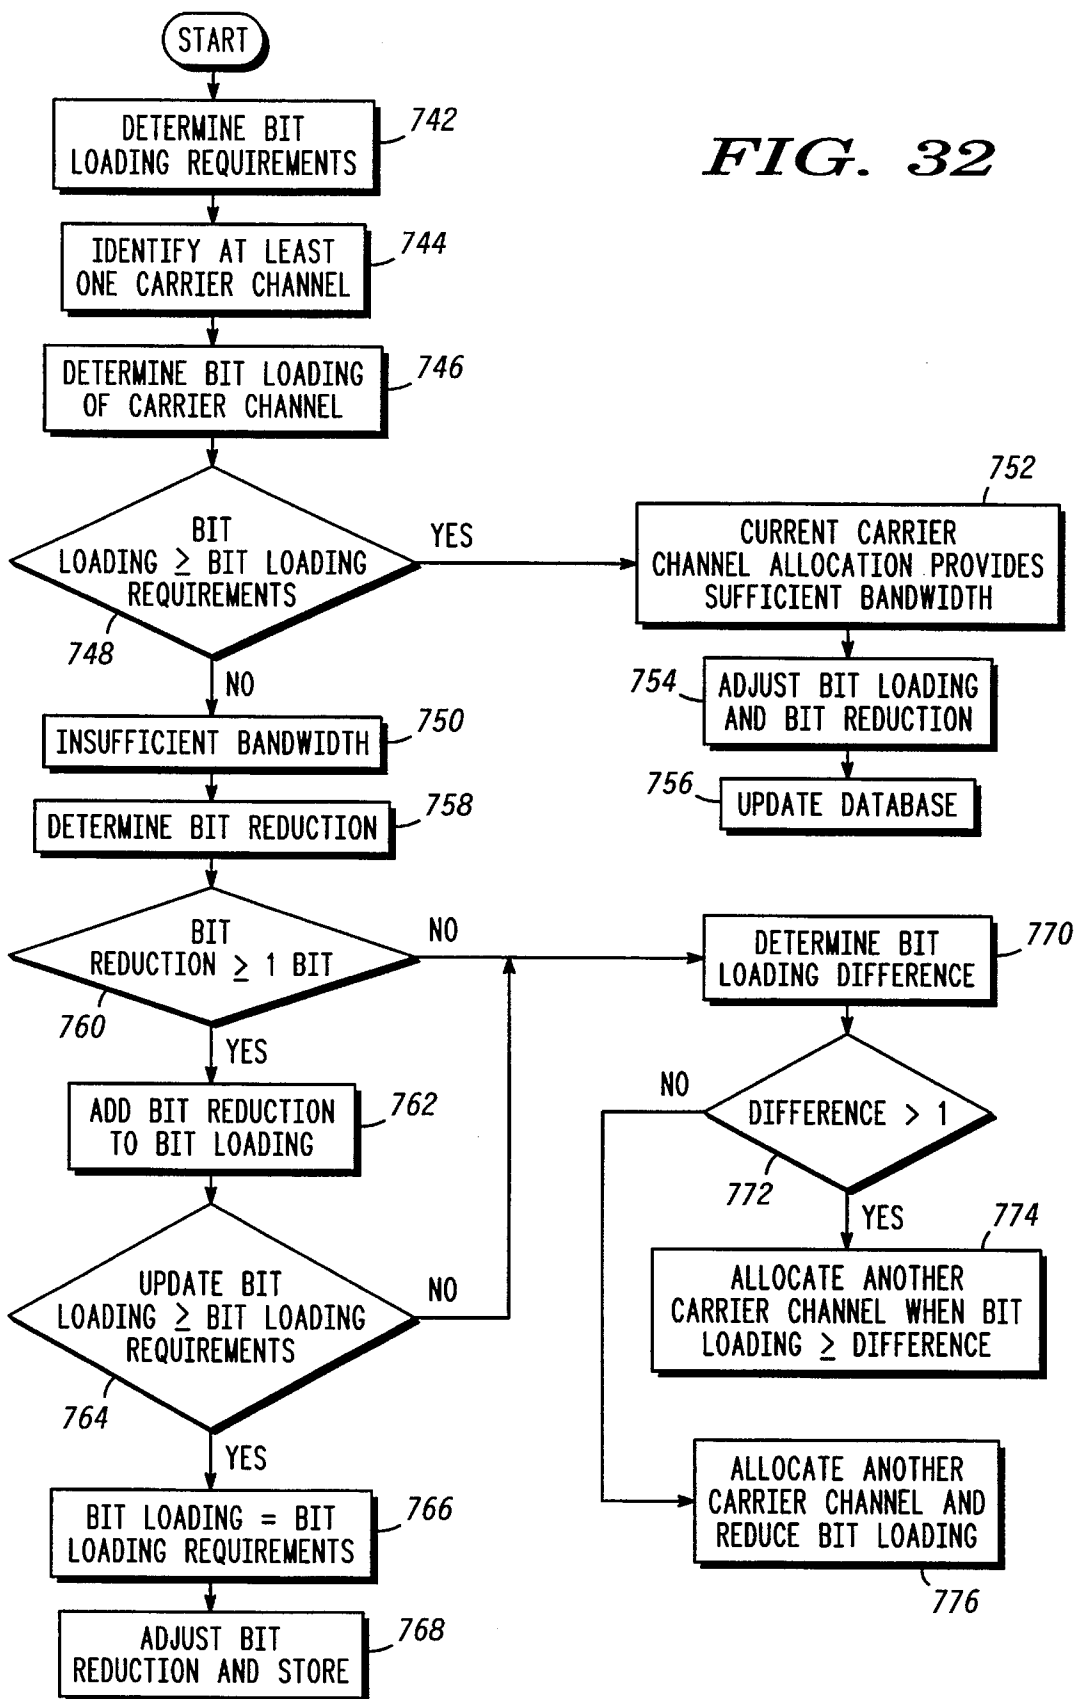 START
FIG. 32
742
DETERMINE BIT
LOADING REQUIREMENTS
744
IDENTIFY AT LEAST
ONE CARRIER CHANNEL
746
DETERMINE BIT LOADING
OF CARRIER CHANNEL
BIT
LOADING ≥ BIT LOADING
REQUIREMENTS
748
YES
NO
752
CURRENT CARRIER
CHANNEL ALLOCATION PROVIDES
SUFFICIENT BANDWIDTH
754
ADJUST BIT LOADING
AND BIT REDUCTION
756
UPDATE DATABASE
750
INSUFFICIENT BANDWIDTH
758
DETERMINE BIT REDUCTION
BIT
REDUCTION ≥ 1 BIT
760
NO
YES
762
ADD BIT REDUCTION
TO BIT LOADING
UPDATE BIT
LOADING ≥ BIT LOADING
REQUIREMENTS
764
NO
YES
766
BIT LOADING = BIT
LOADING REQUIREMENTS
768
ADJUST BIT
REDUCTION AND STORE
770
DETERMINE BIT
LOADING DIFFERENCE
NO
DIFFERENCE > 1
772
YES
774
ALLOCATE ANOTHER
CARRIER CHANNEL WHEN BIT
LOADING ≥ DIFFERENCE
ALLOCATE ANOTHER
CARRIER CHANNEL AND
REDUCE BIT LOADING
776